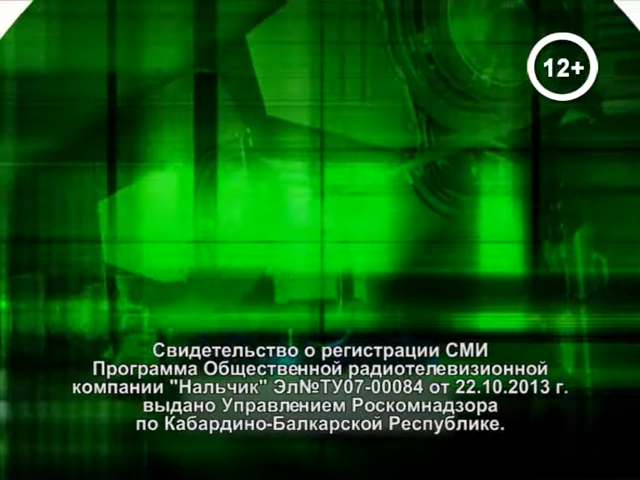 12+
Свидетельство о регистрации СМИ
Программа Общественной радиотелевизионной
компании "Нальчик" Эл№ТУ07-00084 от 22.10.2013 г.
выдано Управлением Роскомнадзора
по Кабардино-Балкарской Республике.